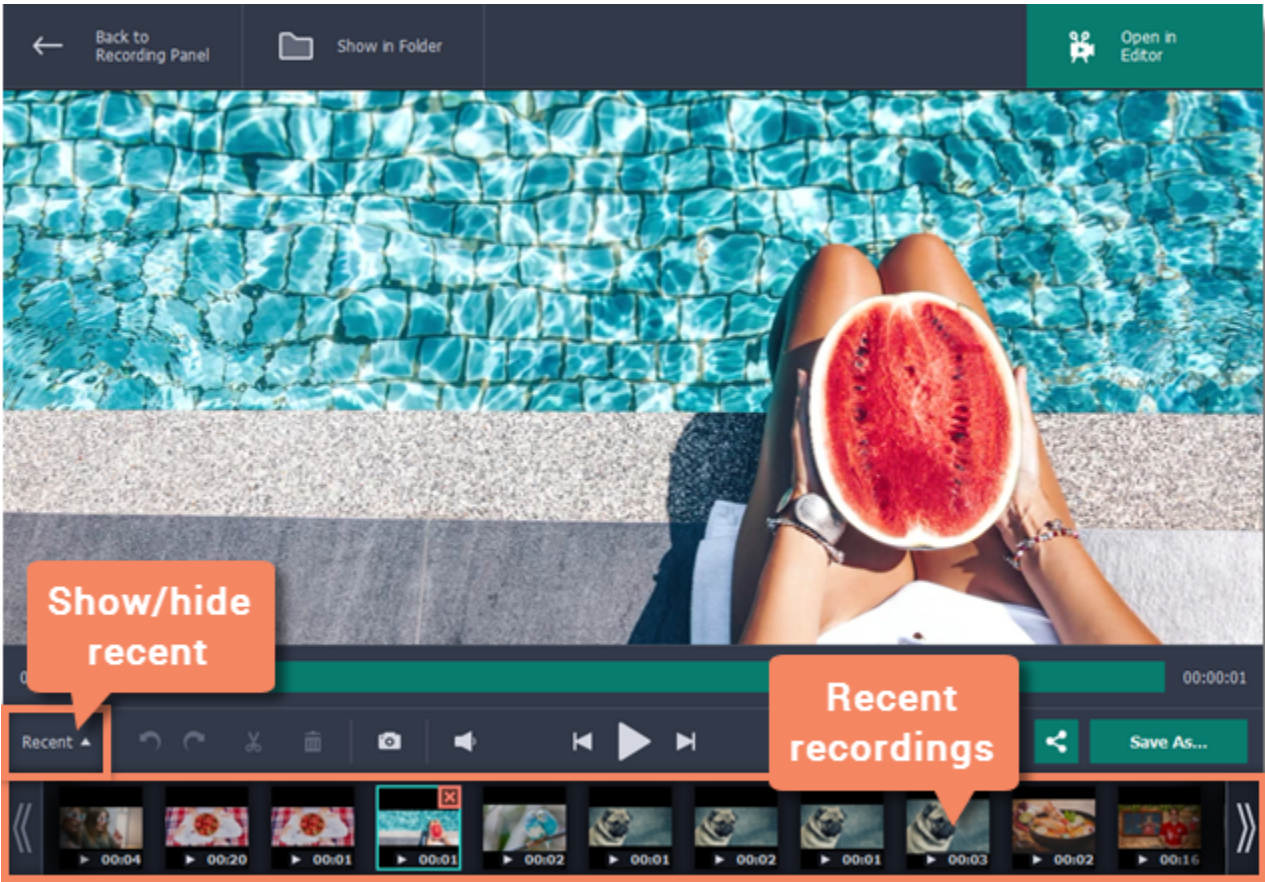 Back to
Recording Panel
Show in Folder
Open in
Editor
Show/hide
recent
00:00:01
Recent
recordings
Recent
Save As...
00:04
00:20
00:01
00:01
00:02
00:01
00:02
00:01
00:03
00:02
00:16